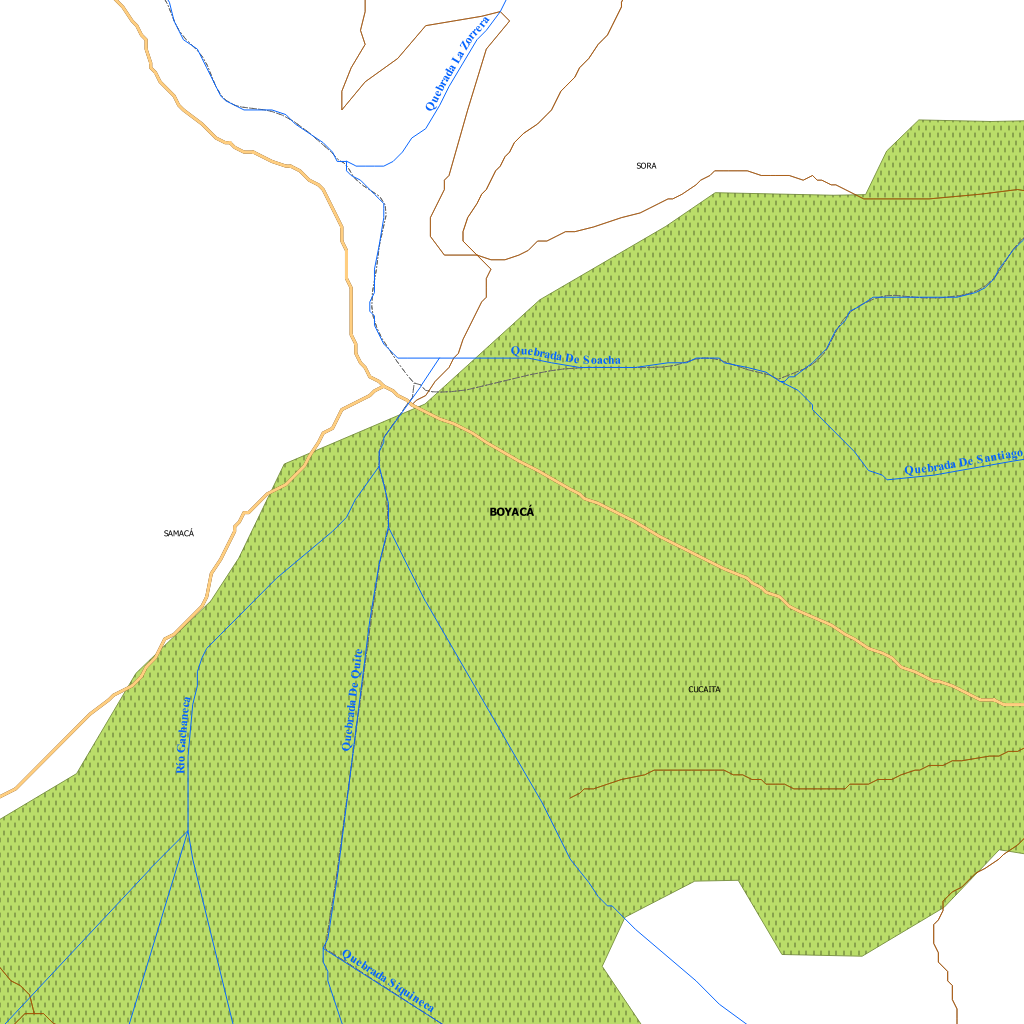 Quebrada La Zorrera
SORA
Quebrada De Soacha
Quebrada De Santiago
BOYACÁ
SAMACÁ
CUCAITA
Quebrada De Quite
Río Gachaneca
Quebrada Siquineca